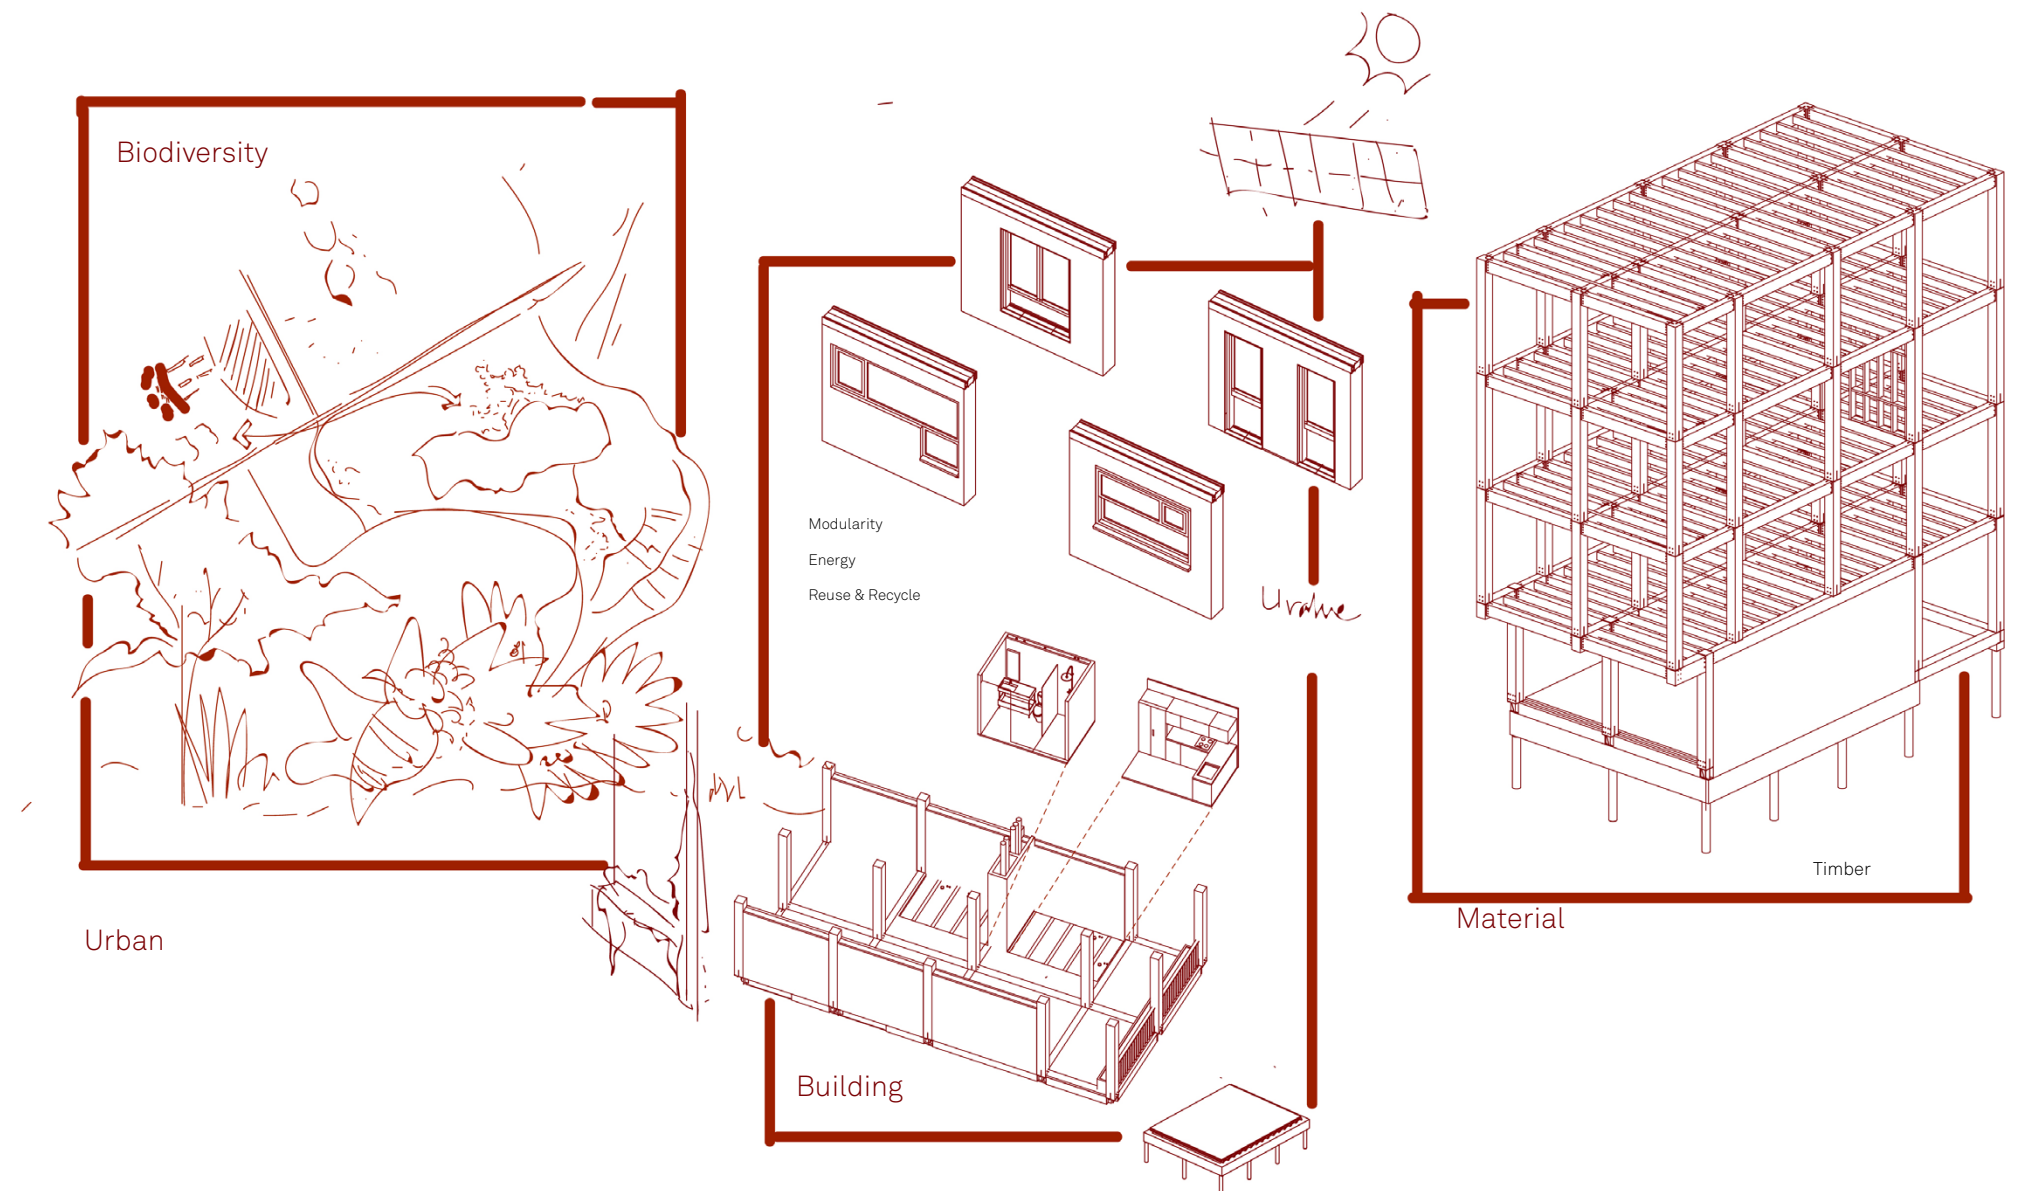 Biodiversity
Urban
Modularity
Energy
Reuse & Recycle
Building
Timber
Material